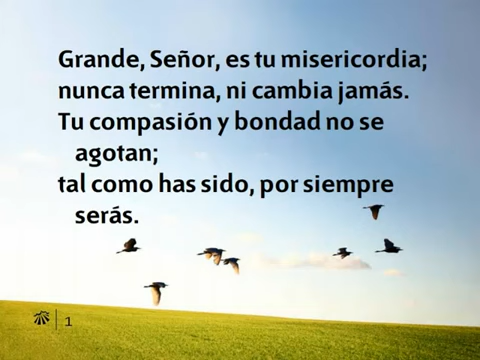 Grande, Señor, es tu misericordia;
nunca termina, ni cambia jamás.
Tu compasión y bondad no se
agotan;
tal como has sido, por siempre
serás.
1